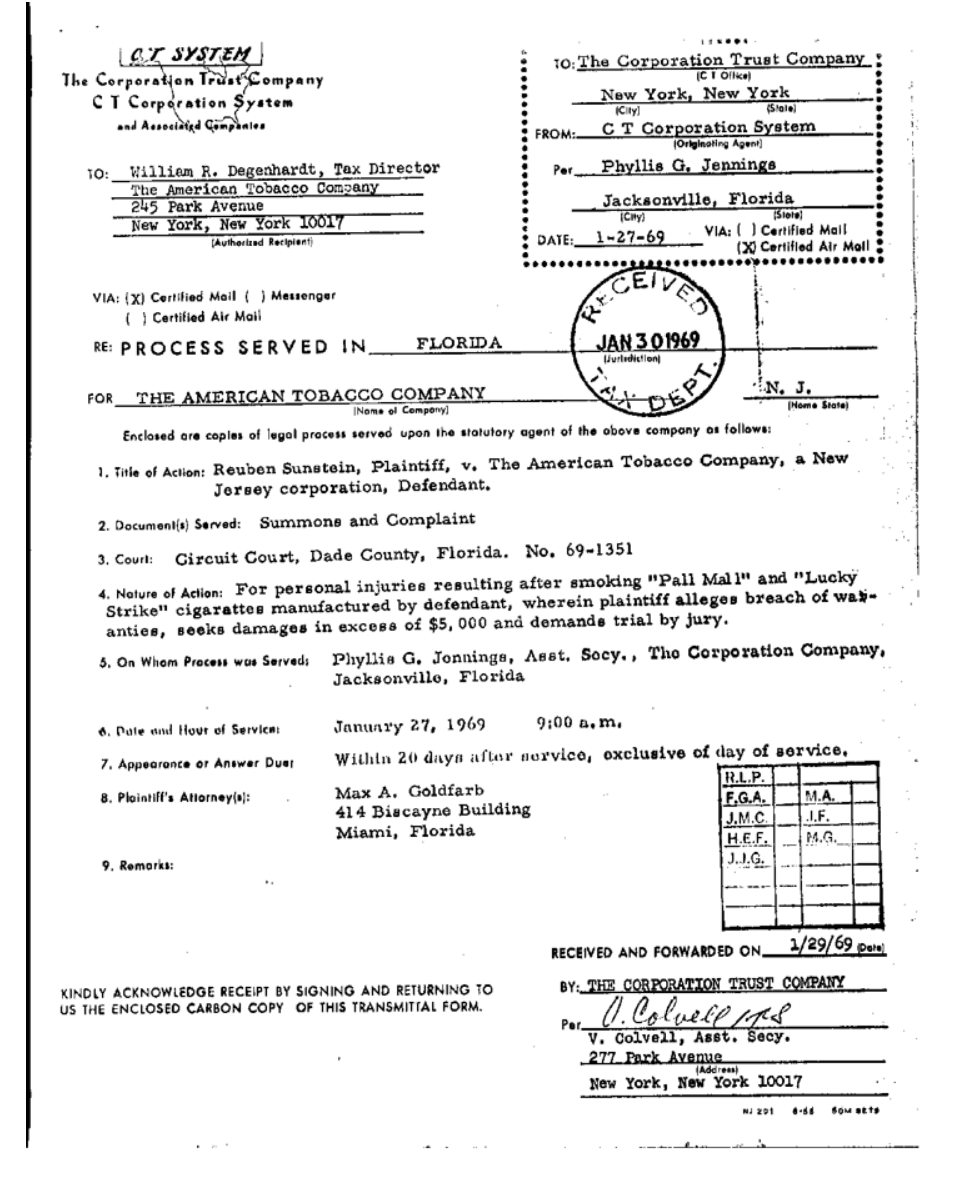 C T SYSTEM
The Corporation Trust Company
C T Corporation System
and Associated Companies
TO: The Corporation Trust Company
(C T Office)
New York, New York
(City) (State)
FROM: C T Corporation System
(Originating Agent)
Per Phyllis G. Jennings
Jacksonville, Florida
(City) (State)
DATE: 1-27-69 VIA: ( ) Certified Mail
(X) Certified Air Mail
TO: William R. Degenhardt, Tax Director
The American Tobacco Company
245 Park Avenue
New York, New York 10017
(Authorized Recipient)
VIA: (X) Certified Mail ( ) Messenger
( ) Certified Air Mail
RECEIVED
JAN 30 1969
TAX DEPT.
RE: PROCESS SERVED IN FLORIDA
(Jurisdiction)
FOR THE AMERICAN TOBACCO COMPANY N. J.
(Name of Company) (Home State)
Enclosed are copies of legal process served upon the statutory agent of the above company as follows:
1. Title of Action: Reuben Sunstein, Plaintiff, v. The American Tobacco Company, a New
Jersey corporation, Defendant.
2. Document(s) Served: Summons and Complaint
3. Court: Circuit Court, Dade County, Florida. No. 69-1351
4. Nature of Action: For personal injuries resulting after smoking "Pall Mall" and "Lucky
Strike" cigarattes manufactured by defendant, wherein plaintiff alleges breach of war-
anties, seeks damages in excess of $5,000 and demands trial by jury.
5. On Whom Process was Served: Phyllis G. Jennings, Asst. Secy., The Corporation Company,
Jacksonville, Florida
6. Date and Hour of Service: January 27, 1969 9:00 a.m.
7. Appearance or Answer Due: Within 20 days after service, exclusive of day of service.
8. Plaintiff's Attorney(s): Max A. Goldfarb
414 Biscayne Building
Miami, Florida
9. Remarks:
R.L.P.
F.G.A. M.A.
J.M.C. J.F.
H.E.F. M.G.
J.J.G.
RECEIVED AND FORWARDED ON 1/29/69 (Date)
KINDLY ACKNOWLEDGE RECEIPT BY SIGNING AND RETURNING TO
US THE ENCLOSED CARBON COPY OF THIS TRANSMITTAL FORM.
BY: THE CORPORATION TRUST COMPANY
Per V. Colvell
V. Colvell, Asst. Secy.
277 Park Avenue
(Address)
New York, New York 10017
NJ 201 6-66 50M SETS